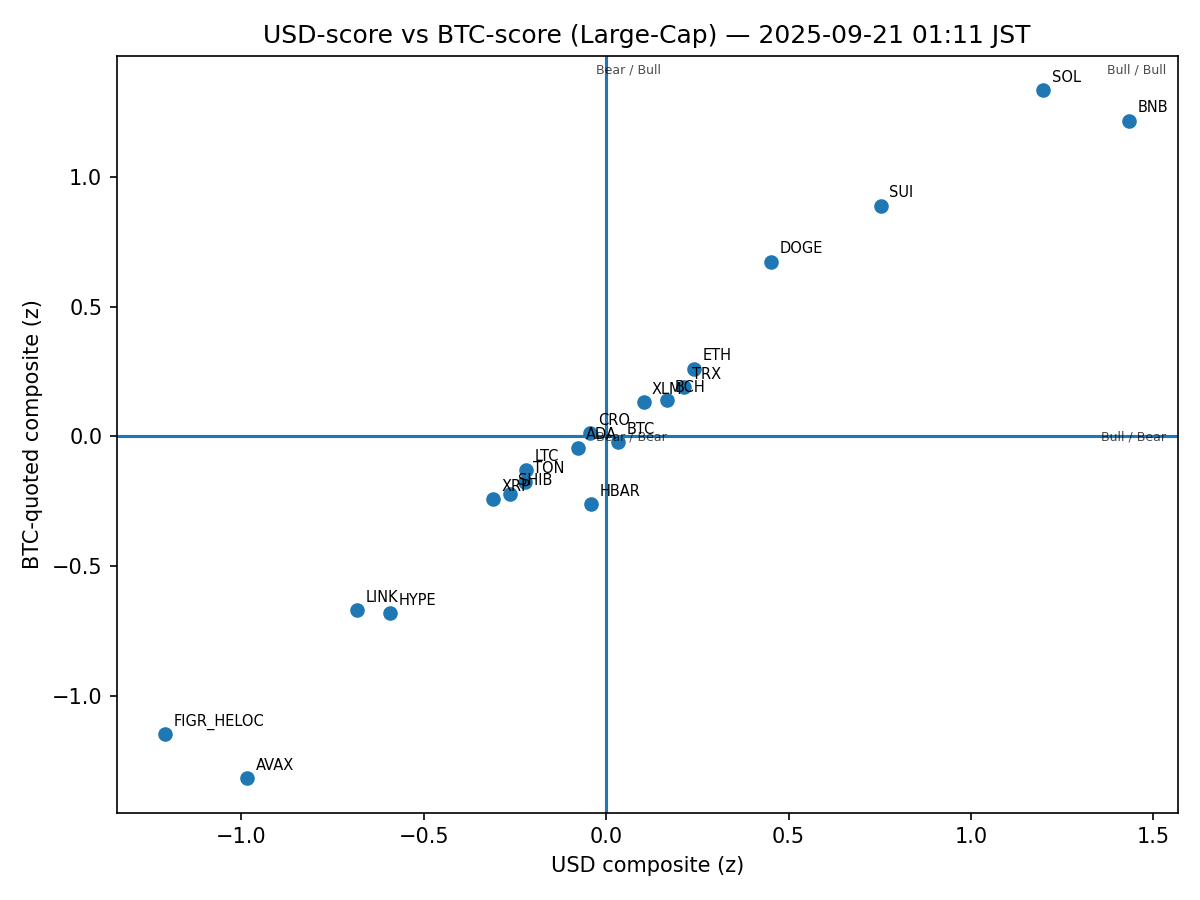 USD-score vs BTC-score (Large-Cap) — 2025-09-21 01:11 JST
Bear / Bull
Bull / Bull
SOL
BNB
1.0
SUI
DOGE
0.5
ETH
TRX
XLM
BCH
CRO
BTC
ADA
0.0
Bear / Bear
Bull / Bear
LTC
TON
SHIB
XRP
HBAR
−0.5
LINK
HYPE
−1.0
FIGR_HELOC
AVAX
−1.0
−0.5
0.0
0.5
1.0
1.5
USD composite (z)
BTC-quoted composite (z)